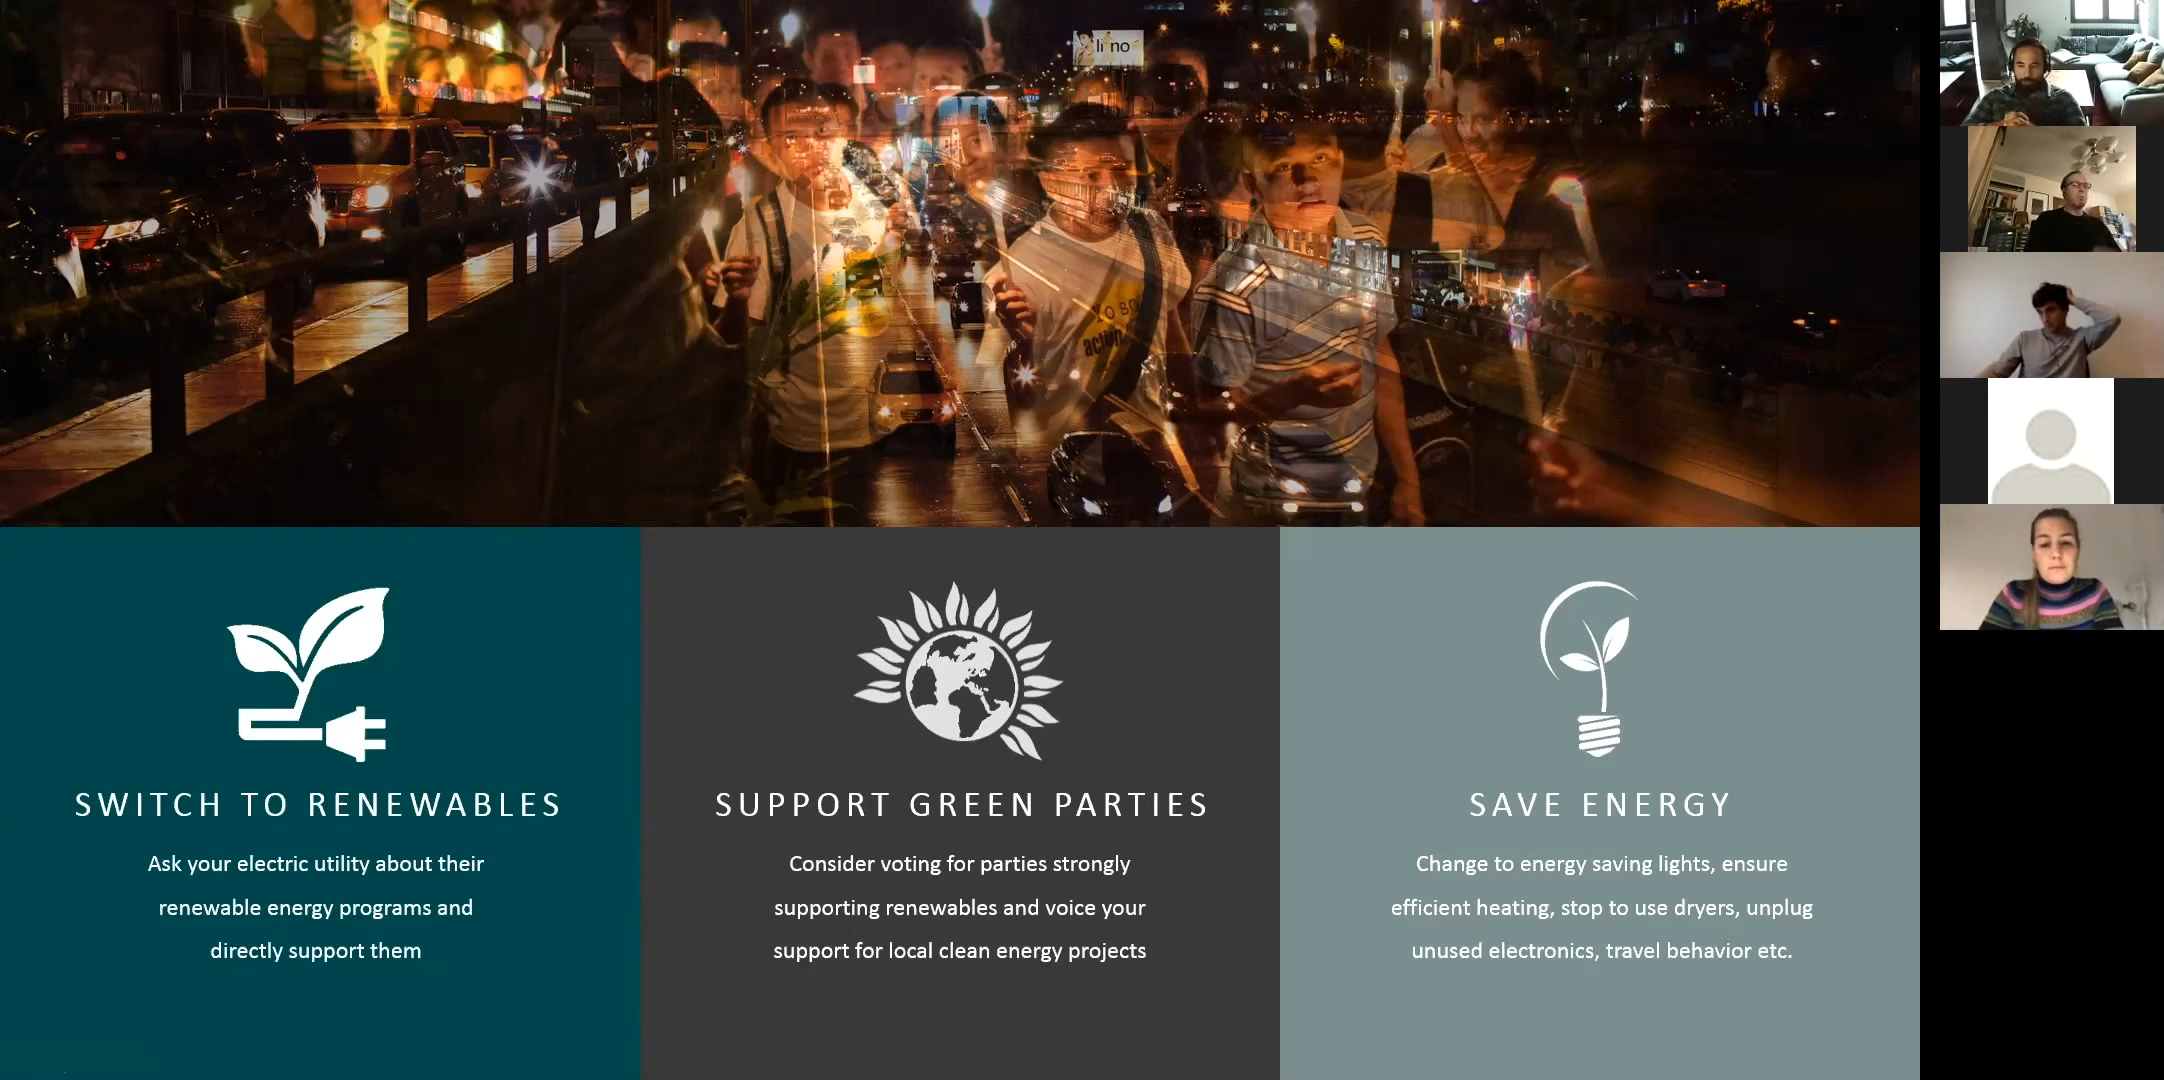 SWITCH TO RENEWABLES
Ask your electric utility about their
renewable energy programs and
directly support them
SUPPORT GREEN PARTIES
Consider voting for parties strongly
supporting renewables and voice your
support for local clean energy projects
SAVE ENERGY
Change to energy saving lights, ensure
efficient heating, stop to use dryers, unplug
unused electronics, travel behavior etc.